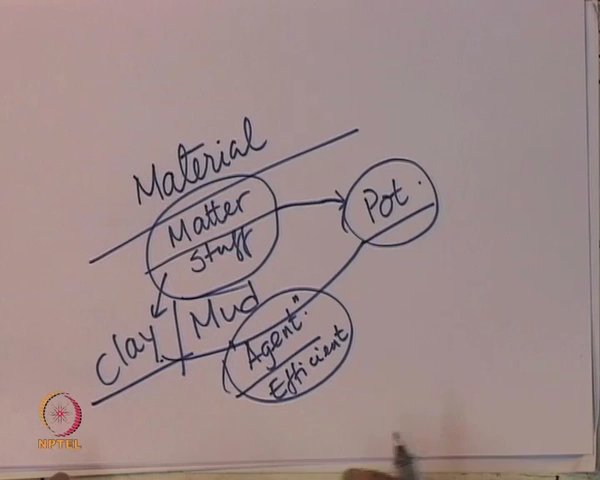 Material
Matter
Stuff
Pot.
Clay / Mud
Agent"
Efficient
NPTEL